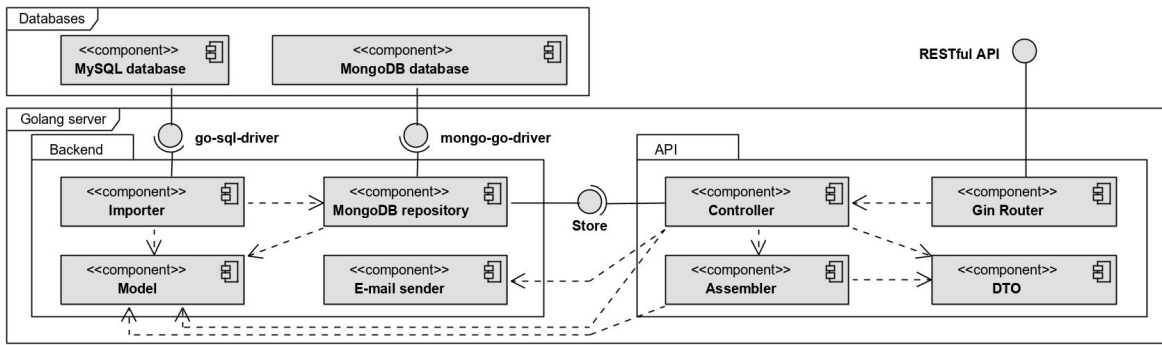 Databases
<<component>>
MySQL database
<<component>>
MongoDB database
RESTful API
Golang server
go-sql-driver
mongo-go-driver
Backend
API
<<component>>
Importer
<<component>>
MongoDB repository
Store
<<component>>
Controller
<<component>>
Gin Router
<<component>>
Model
<<component>>
E-mail sender
<<component>>
Assembler
<<component>>
DTO